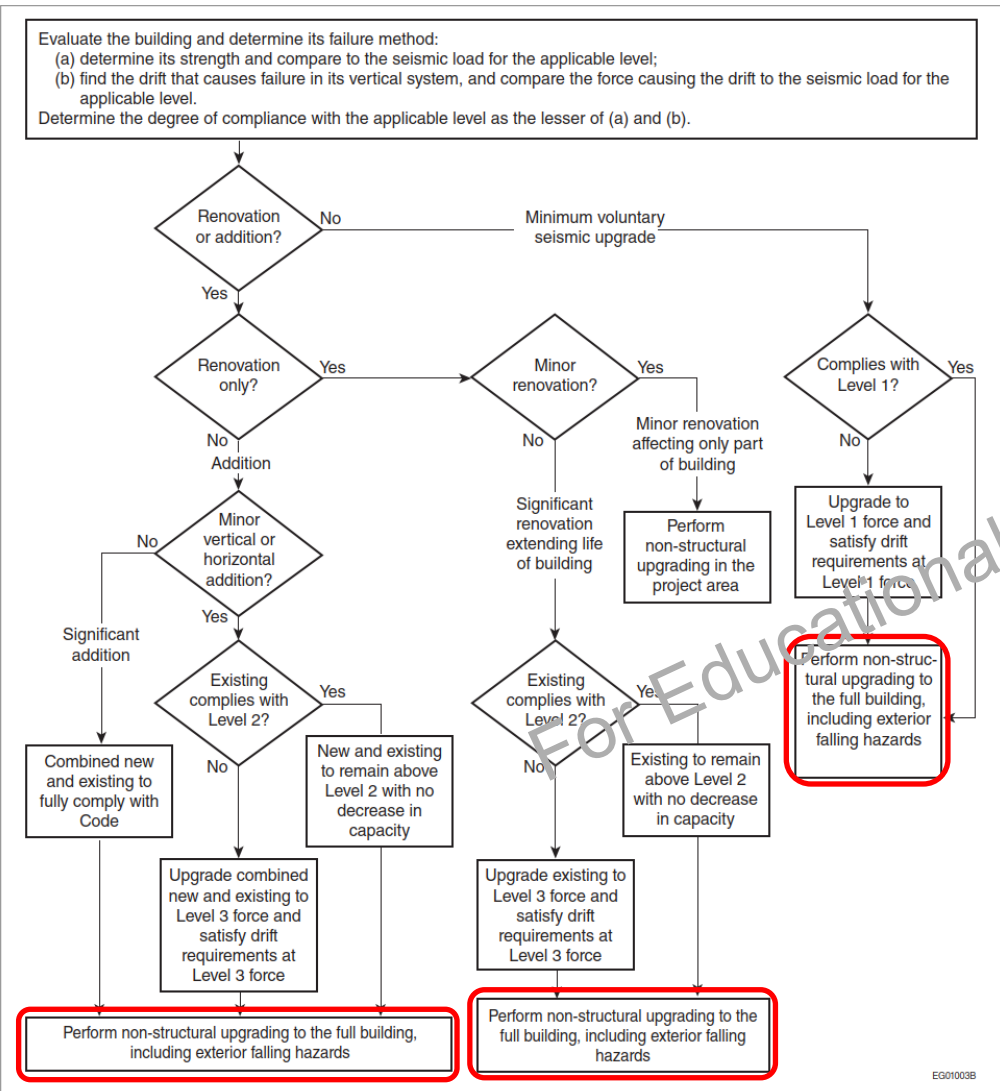 Evaluate the building and determine its failure method:
(a) determine its strength and compare to the seismic load for the applicable level;
(b) find the drift that causes failure in its vertical system, and compare the force causing the drift to the seismic load for the
applicable level.
Determine the degree of compliance with the applicable level as the lesser of (a) and (b).
Renovation
or addition?
No
Minimum voluntary
seismic upgrade
Yes
Renovation
only?
Yes
Minor
renovation?
Yes
Complies with
Level 1?
Yes
No
Addition
No
Minor renovation
affecting only part
of building
No
Minor
vertical or
horizontal
addition?
No
Yes
Significant
renovation
extending life
of building
Perform
non-structural
upgrading in the
project area
Upgrade to
Level 1 force and
satisfy drift
requirements at
Level 1 force
Significant
addition
Existing
complies with
Level 2?
Yes
No
Existing
complies with
Level 2?
Yes
No
Perform non-struc-
tural upgrading to
the full building,
including exterior
falling hazards
Combined new
and existing to
fully comply with
Code
New and existing
to remain above
Level 2 with no
decrease in
capacity
Existing to remain
above Level 2
with no decrease
in capacity
Upgrade combined
new and existing to
Level 3 force and
satisfy drift
requirements at
Level 3 force
Upgrade existing to
Level 3 force and
satisfy drift
requirements at
Level 3 force
Perform non-structural upgrading to the full building,
including exterior falling hazards
Perform non-structural upgrading to the
full building, including exterior falling
hazards
For Educational
EG01003B